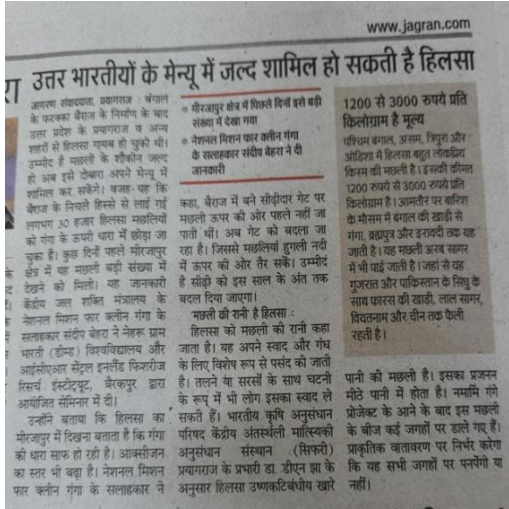 www.jagran.com
रा
उत्तर भारतीयों के मेन्यू में जल्द शामिल हो सकती है हिलसा
जागरण संवाददाता, प्रयागराज : बंगाल
के फरक्का बैराज के निर्माण के बाद
उत्तर प्रदेश के प्रयागराज व अन्य
शहरों से हिलसा गायब हो चुकी थी।
उम्मीद है मछली के शौकीन जल्द
ही अब इसे दोबारा अपने मेन्यू में
शामिल कर सकेंगे। वजह- यह कि
बैराज के निचले हिस्से से लाई गई
लगभग 30 हजार हिलसा मछलियों
को गंगा के ऊपरी धारा में छोड़ा जा
चुका है। कुछ दिनों पहले मीरजापुर
क्षेत्र में यह मछली बड़ी संख्या में
देखने को मिली। यह जानकारी
केंद्रीय जल शक्ति मंत्रालय के
नेशनल मिशन फार क्लीन गंगा के
सलाहकार संदीप बेहरा ने नेहरू ग्राम
भारती (डीम्ड) विश्वविद्यालय और
आईसीएआर सेंट्रल इनलैंड फिशरीज
रिसर्च इंस्टीट्यूट, बैरकपुर द्वारा
आयोजित सेमिनार में दी।
उन्होंने बताया कि हिलसा का
मीरजापुर में दिखना बताता है कि गंगा
की धारा साफ हो रही है। आक्सीजन
का स्तर भी बढ़ा है। नेशनल मिशन
फार क्लीन गंगा के सलाहकार ने
• मीरजापुर क्षेत्र में पिछले दिनों इसे बड़ी
संख्या में देखा गया
• नेशनल मिशन फार क्लीन गंगा
के सलाहकार संदीप बेहरा ने दी
जानकारी
कहा, बैराज में बने सीढ़ीदार गेट पर
मछली ऊपर की ओर पहले नहीं जा
पाती थीं। अब गेट को बदला जा
रहा है। जिससे मछलियां हुगली नदी
में ऊपर की ओर तैर सकें। उम्मीद
है सीढ़ी को इस साल के अंत तक
बदल दिया जाएगा।
मछली की रानी है हिलसा :
हिलसा को मछली की रानी कहा
जाता है। यह अपने स्वाद और गंध
के लिए विशेष रूप से पसंद की जाती
है। तलने या सरसों के साथ चटनी
के रूप में भी लोग इसका स्वाद ले
सकते हैं। भारतीय कृषि अनुसंधान
परिषद केंद्रीय अंतर्स्थली मात्स्यिकी
अनुसंधान संस्थान (सिफरी)
प्रयागराज के प्रभारी डा. डीएन झा के
अनुसार हिलसा उष्णकटिबंधीय खारे
1200 से 3000 रुपये प्रति
किलोग्राम है मूल्य
पश्चिम बंगाल, असम, त्रिपुरा और
ओडिशा में हिलसा बहुत लोकप्रिय
किस्म की मछली है। इसकी कीमत
1200 रुपये से 3000 रुपये प्रति
किलोग्राम है। आमतौर पर बारिश
के मौसम में बंगाल की खाड़ी से
गंगा, ब्रह्मपुत्र और इरावदी तक यह
जाती है। यह मछली अरब सागर
में भी पाई जाती है। जहां से यह
गुजरात और पाकिस्तान के सिंधु के
साथ फारस की खाड़ी, लाल सागर,
वियतनाम और चीन तक फैली
रहती है।
पानी की मछली है। इसका प्रजनन
मीठे पानी में होता है। नमामि गंगे
प्रोजेक्ट के आने के बाद इस मछली
के बीज कई जगहों पर डाले गए हैं।
प्राकृतिक वातावरण पर निर्भर करेगा
कि यह सभी जगहों पर पनपेंगी या
नहीं।